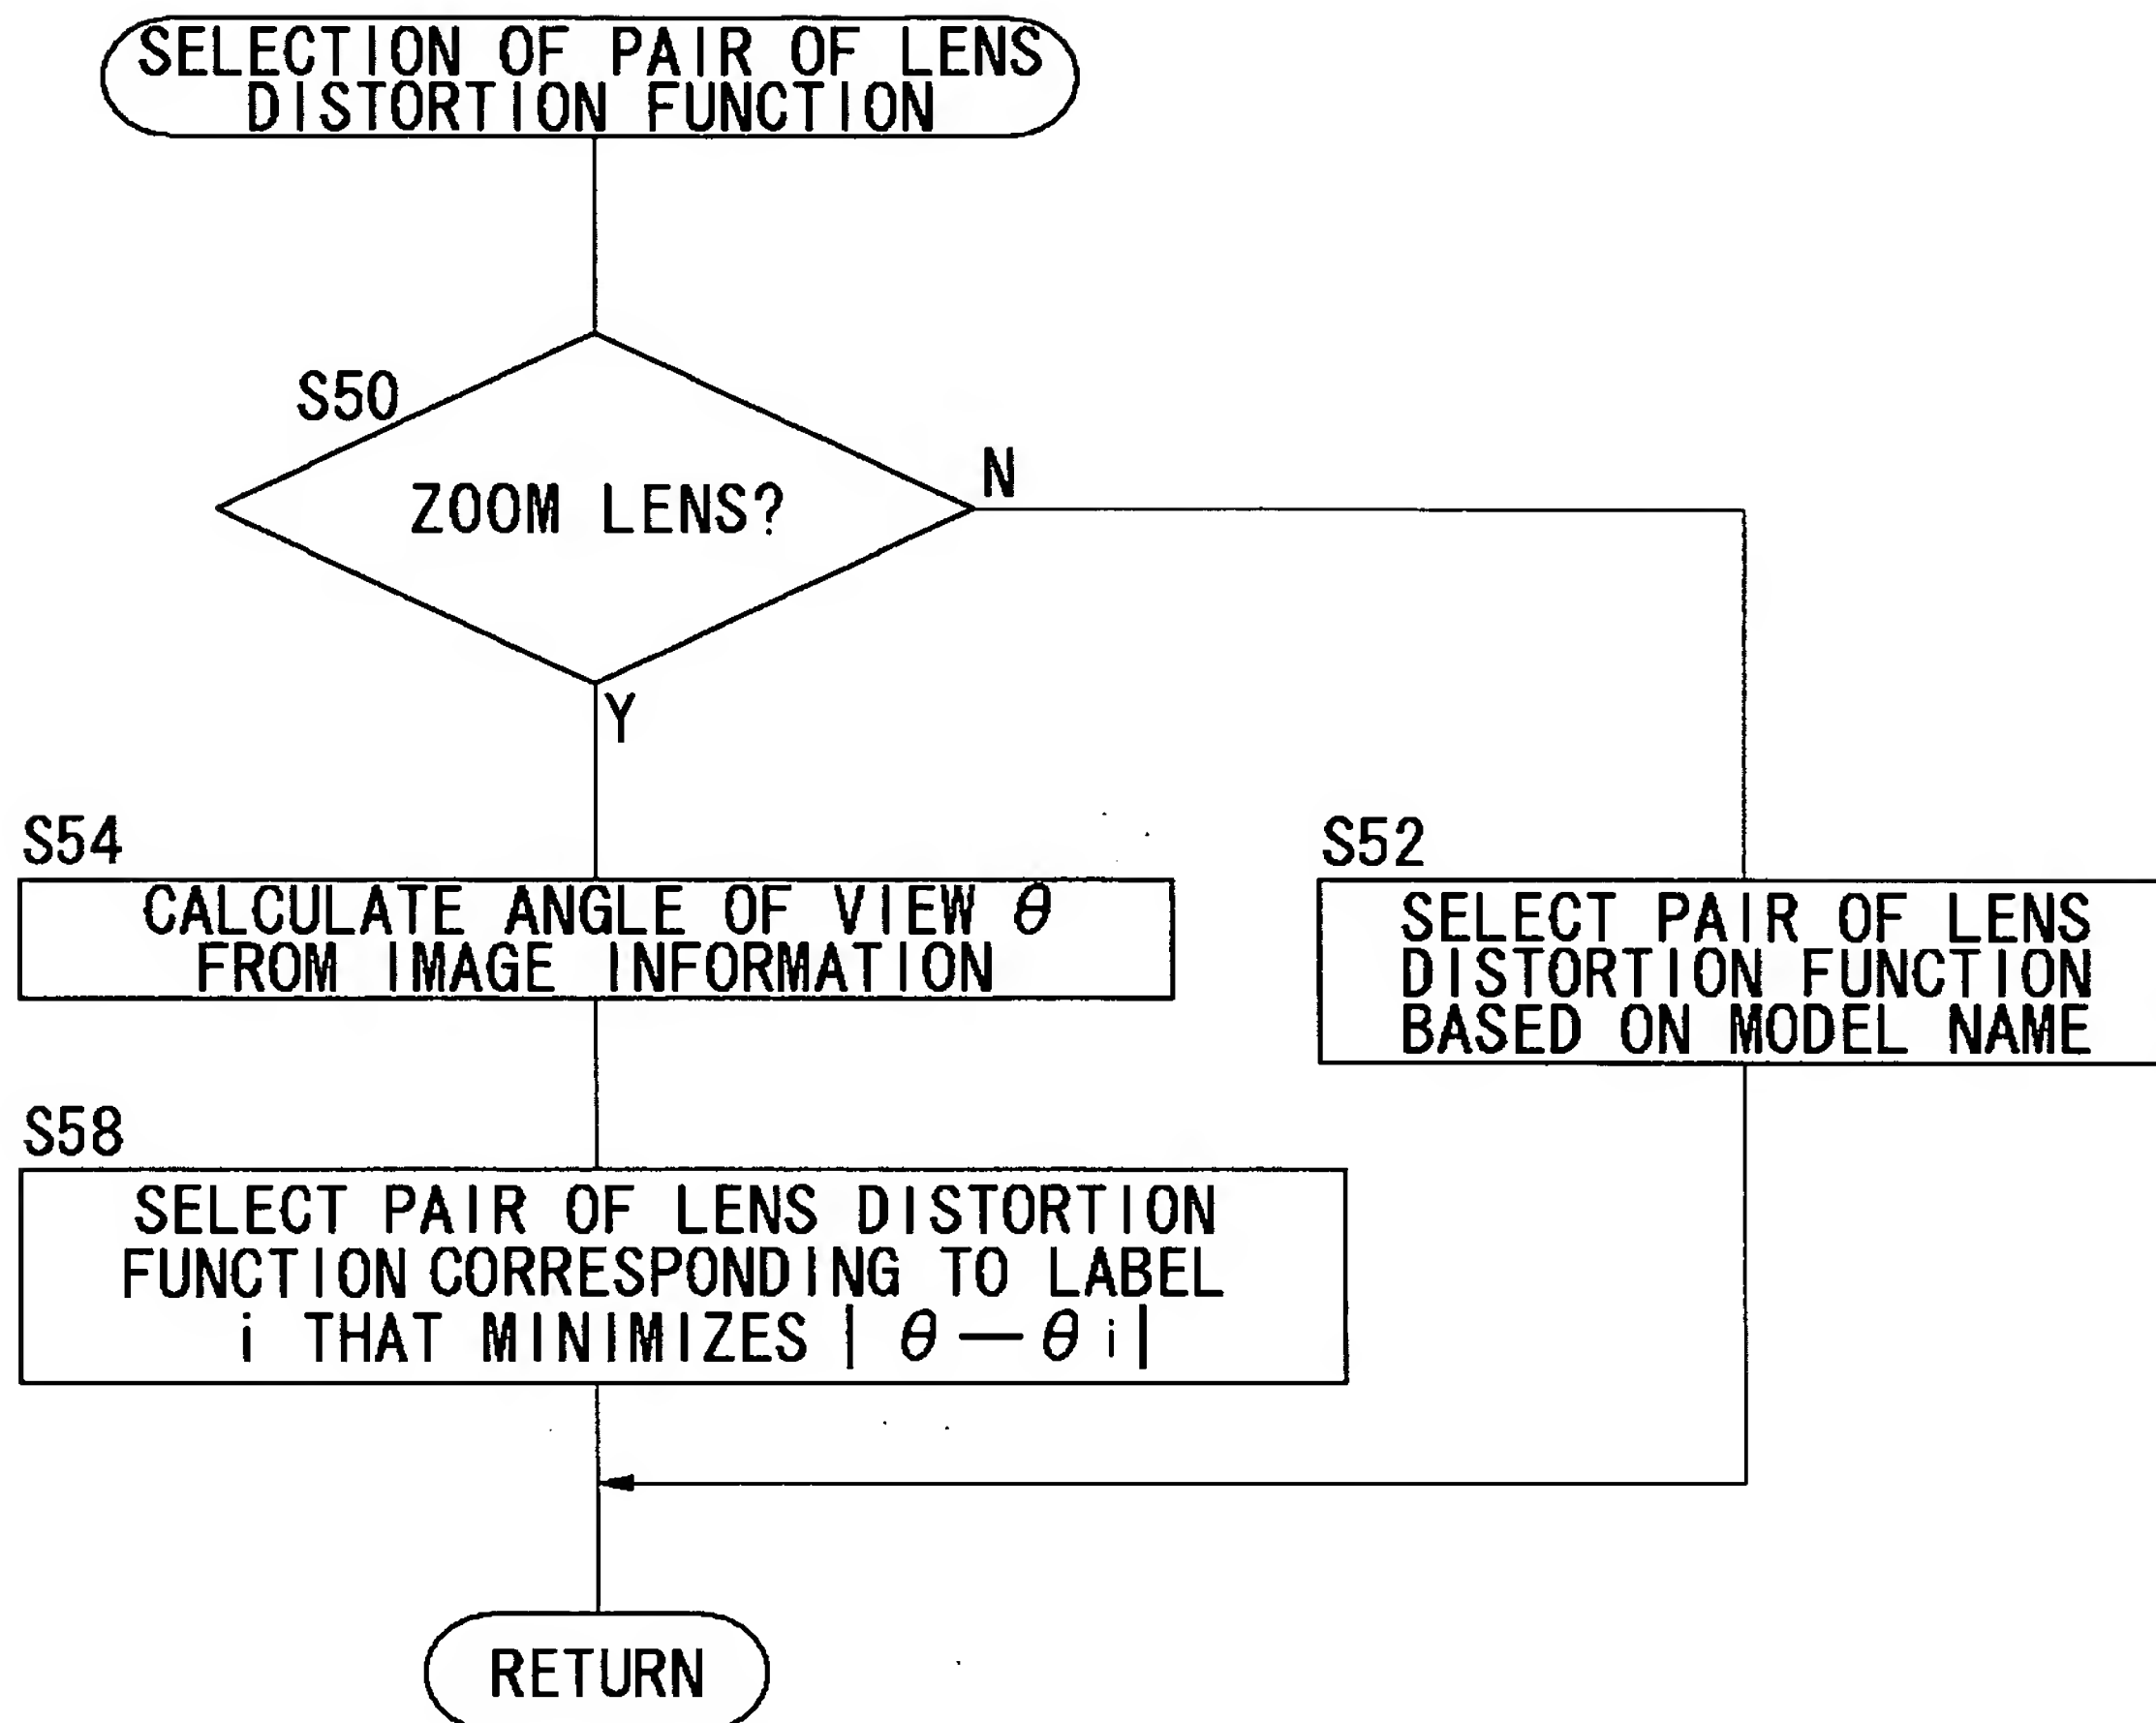 SELECTION OF PAIR OF LENS
DISTORTION FUNCTION
S50
ZOOM LENS?
N
Y
S54
CALCULATE ANGLE OF VIEW θ
FROM IMAGE INFORMATION
S52
SELECT PAIR OF LENS
DISTORTION FUNCTION
BASED ON MODEL NAME
S58
SELECT PAIR OF LENS DISTORTION
FUNCTION CORRESPONDING TO LABEL
i THAT MINIMIZES | θ — θ i|
RETURN